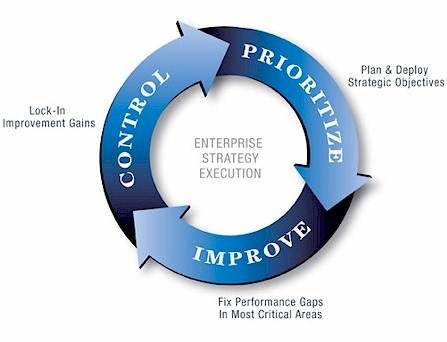 PRIORITIZE
Plan & Deploy
Strategic Objectives
CONTROL
Lock-In
Improvement Gains
ENTERPRISE
STRATEGY
EXECUTION
IMPROVE
Fix Performance Gaps
In Most Critical Areas